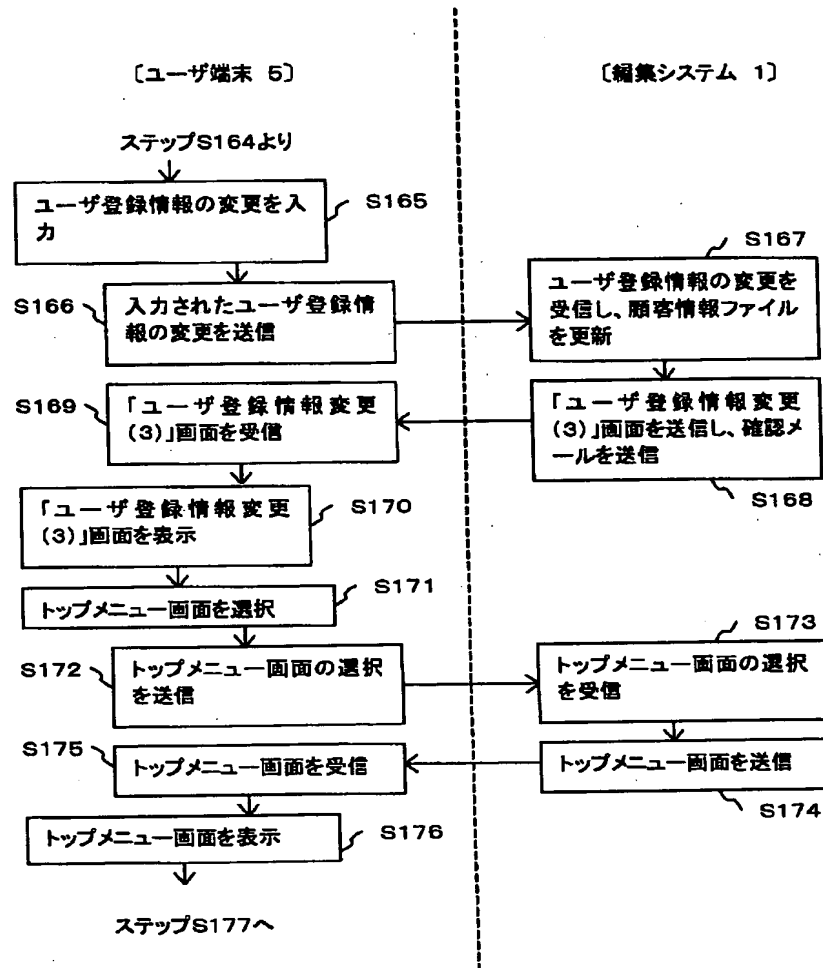 〔ユーザ端末 5〕
〔編集システム 1〕
ステップS164より
ユーザ登録情報の変更を入
力
S165
S166
入力されたユーザ登録情
報の変更を送信
S167
ユーザ登録情報の変更を
受信し、顧客情報ファイル
を更新
「ユーザ登録情報変更
(3)」画面を送信し、確認メ
ールを送信
S168
S169
「ユーザ登録情報変更
(3)」画面を受信
「ユーザ登録情報変更
(3)」画面を表示
S170
S171
トップメニュー画面を選択
S172
トップメニュー画面の選択
を送信
S173
トップメニュー画面の選択
を受信
トップメニュー画面を送信
S174
S175
トップメニュー画面を受信
トップメニュー画面を表示
S176
ステップS177へ